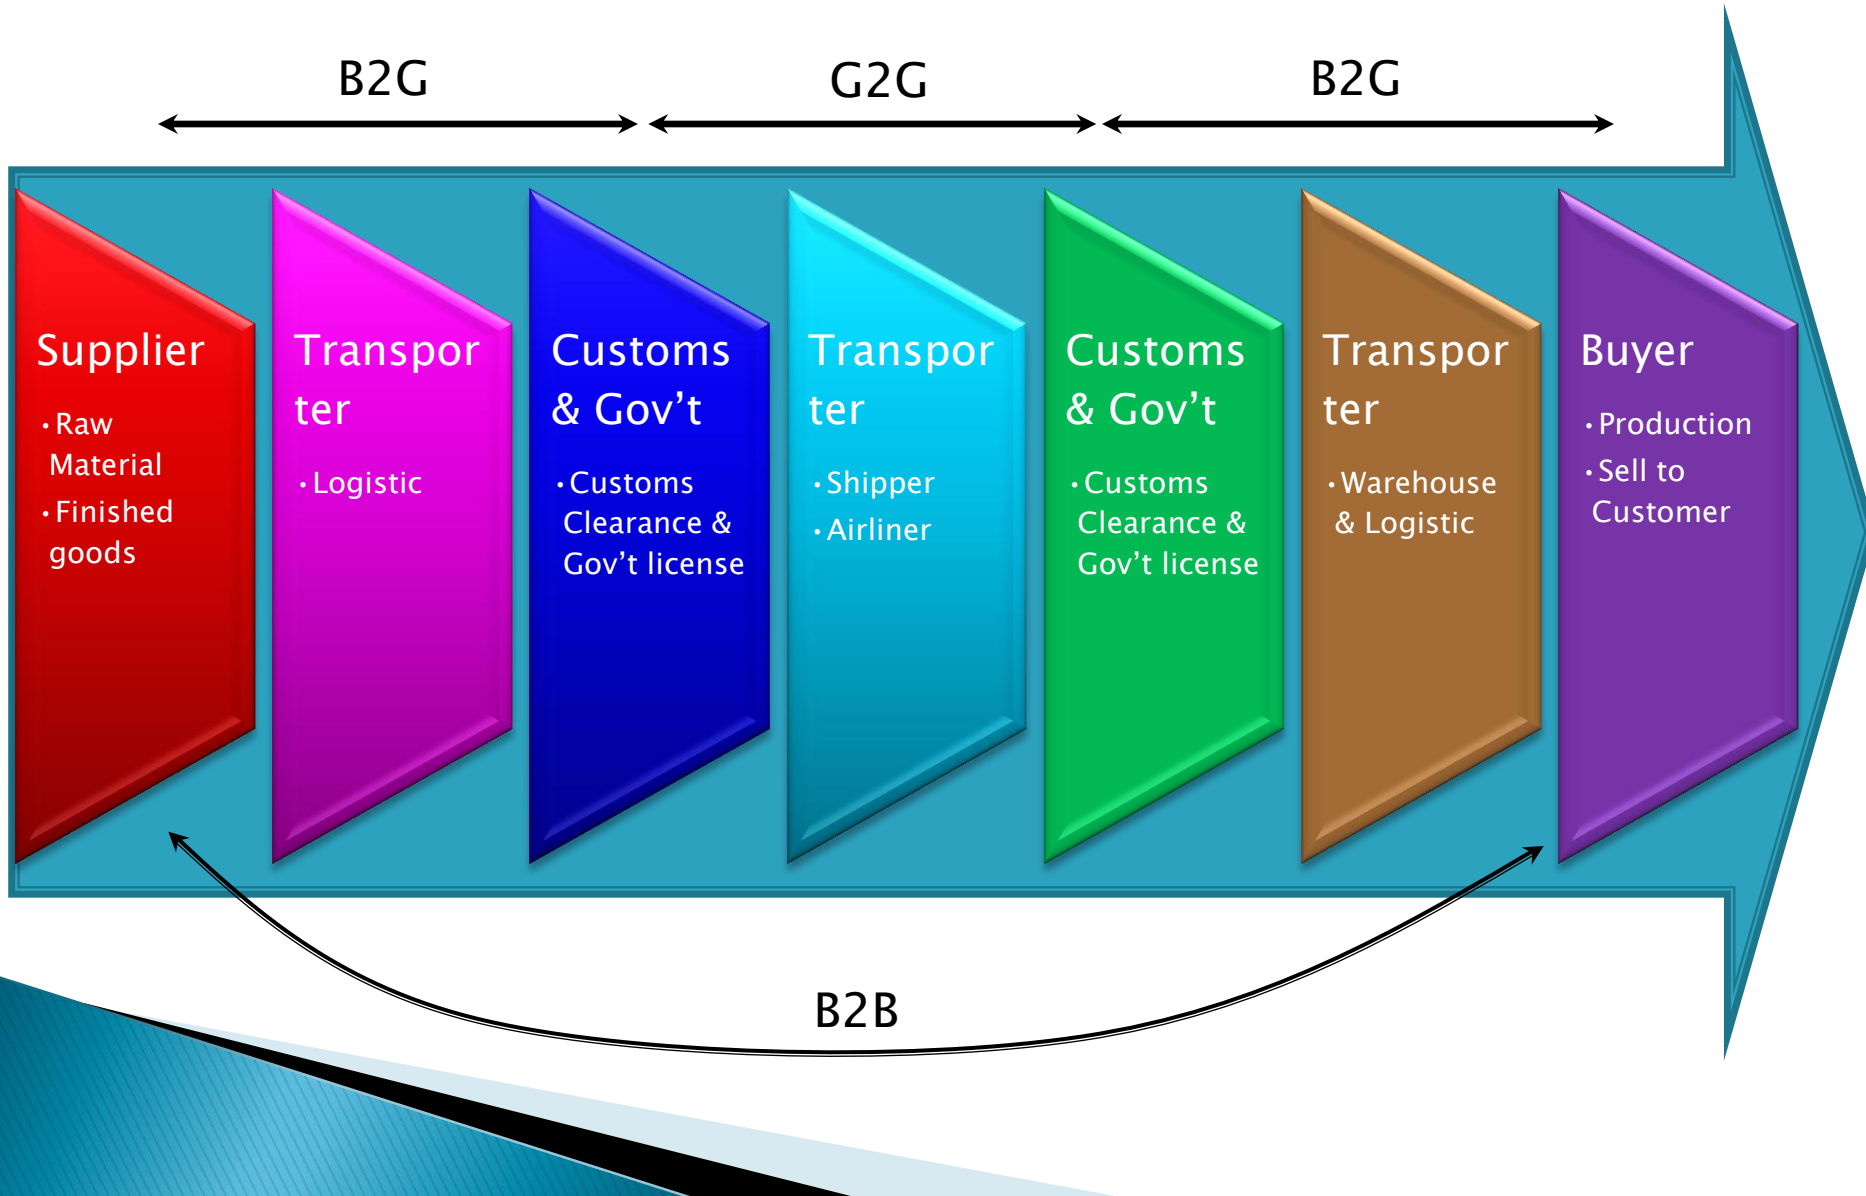 B2G
G2G
B2G
Supplier
•Raw
Material
•Finished
goods
Transpor
ter
•Logistic
Customs
& Gov’t
•Customs
Clearance &
Gov’t license
Transpor
ter
•Shipper
•Airliner
Customs
& Gov’t
•Customs
Clearance &
Gov’t license
Transpor
ter
•Warehouse
& Logistic
Buyer
•Production
•Sell to
Customer
B2B